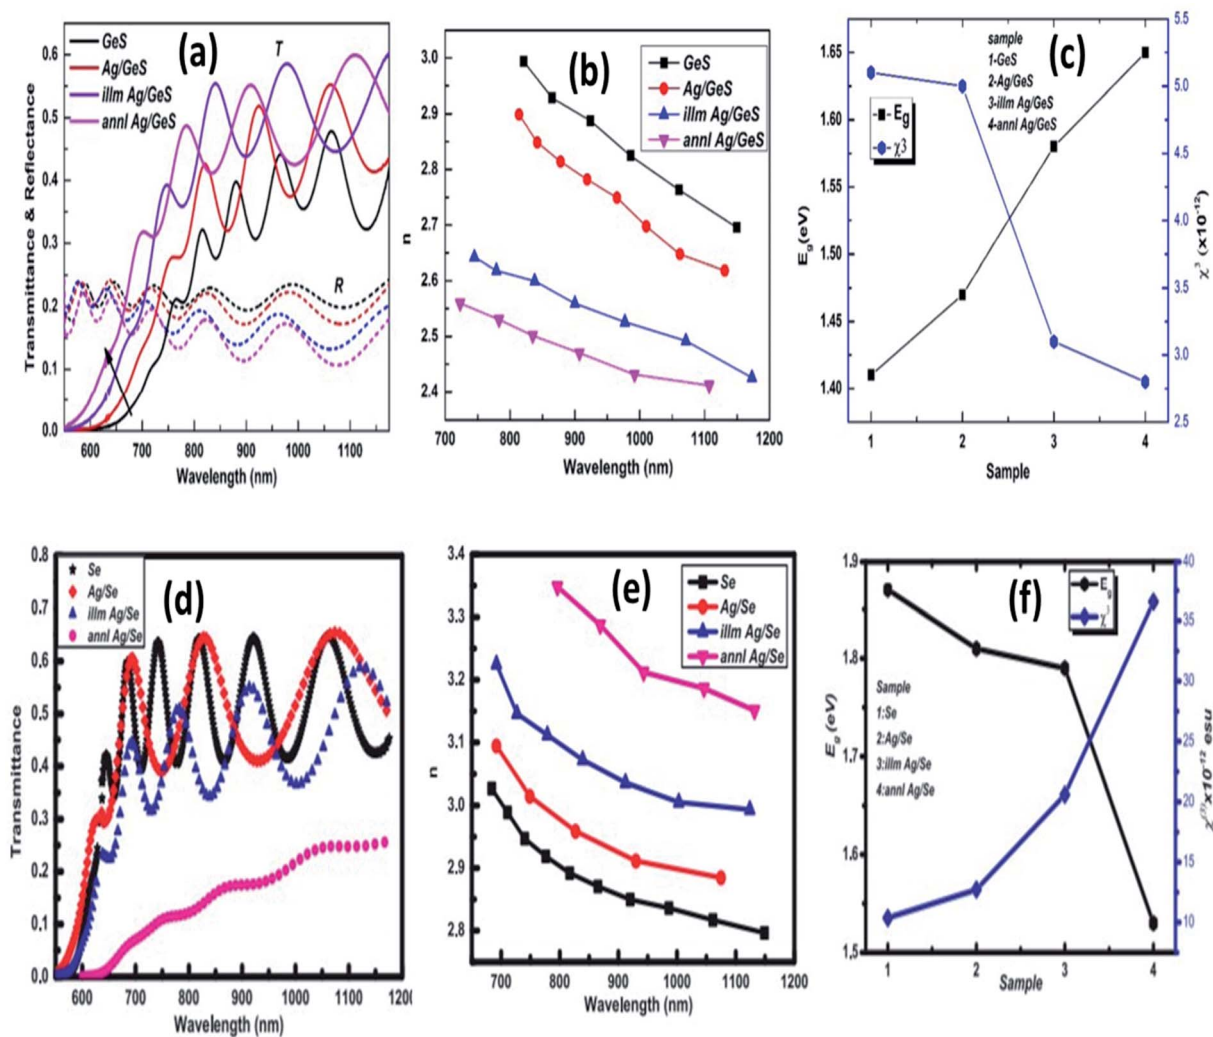 (a)
GeS
Ag/GeS
illm Ag/GeS
annl Ag/GeS
T
R
Transmittance & Reflectance
0.6
0.5
0.4
0.3
0.2
0.1
0.0
600 700 800 900 1000 1100
Wavelength (nm)
(b)
GeS
Ag/GeS
illm Ag/GeS
annl Ag/GeS
n
3.0
2.9
2.8
2.7
2.6
2.5
2.4
700 800 900 1000 1100 1200
Wavelength (nm)
(c)
sample
1-GeS
2-Ag/GeS
3-illm Ag/GeS
4-annl Ag/GeS
Eg
χ3
Eg(eV)
1.65
1.60
1.55
1.50
1.45
1.40
5.5
5.0
4.5
4.0
3.5
3.0
2.5
χ³ (x10⁻¹²)
1 2 3 4
Sample
(d)
Se
Ag/Se
illm Ag/Se
annl Ag/Se
Transmittance
0.8
0.7
0.6
0.5
0.4
0.3
0.2
0.1
0.0
600 700 800 900 1000 1100 1200
Wavelength (nm)
(e)
Se
Ag/Se
illm Ag/Se
annl Ag/Se
n
3.4
3.3
3.2
3.1
3.0
2.9
2.8
700 800 900 1000 1100 1200
Wavelength (nm)
(f)
Eg
χ³
Sample
1:Se
2:Ag/Se
3:illm Ag/Se
4:annl Ag/Se
Eg (eV)
1.9
1.8
1.7
1.6
1.5
40
35
30
25
20
15
10
χ⁽³⁾x10⁻¹² esu
1 2 3 4
Sample